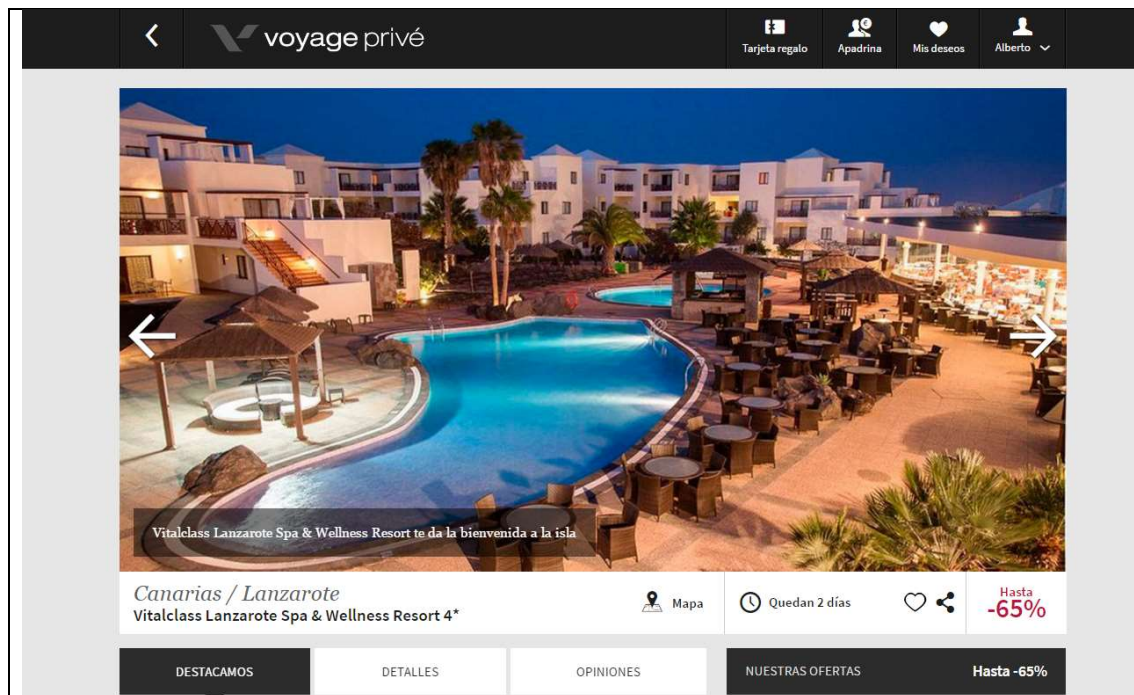 voyage privé
Tarjeta regalo
Apadrina
Mis deseos
Alberto
Vitalclass Lanzarote Spa & Wellness Resort te da la bienvenida a la isla
Canarias / Lanzarote
Vitalclass Lanzarote Spa & Wellness Resort 4*
Mapa
Quedan 2 días
Hasta
-65%
DESTACAMOS
DETALLES
OPINIONES
NUESTRAS OFERTAS
Hasta -65%